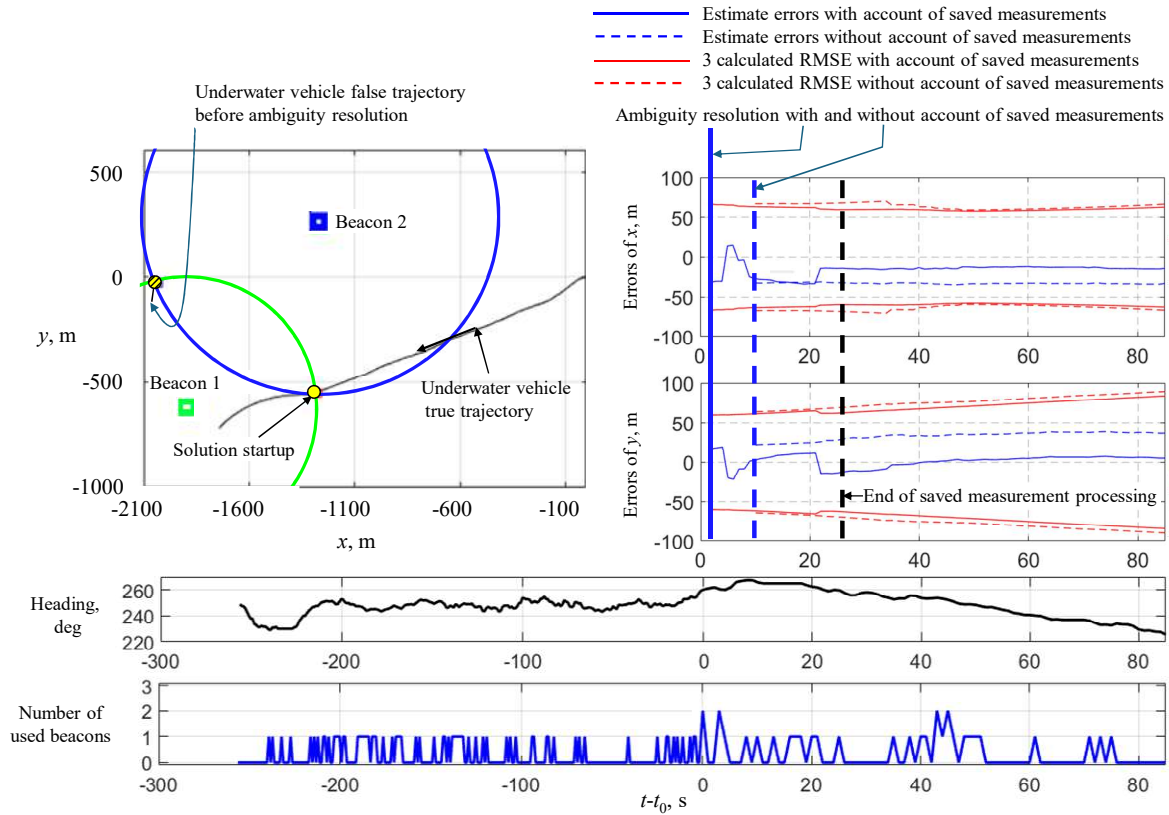 Estimate errors with account of saved measurements
Estimate errors without account of saved measurements
3 calculated RMSE with account of saved measurements
3 calculated RMSE without account of saved measurements
Ambiguity resolution with and without account of saved measurements
Underwater vehicle false trajectory
before ambiguity resolution
500
0
-500
-1000
y, m
Beacon 2
Beacon 1
Solution startup
Underwater vehicle
true trajectory
-2100 -1600 -1100 -600 -100
x, m
Errors of x, m
100
50
0
-50
-100
0 20 40 60 80
Errors of y, m
100
50
0
-50
-100
End of saved measurement processing
0 20 40 60 80
Heading,
deg
260
240
220
-300 -200 -100 0 20 40 60 80
Number of
used beacons
3
2
1
0
-300 -200 -100 0 20 40 60 80
t-t0, s